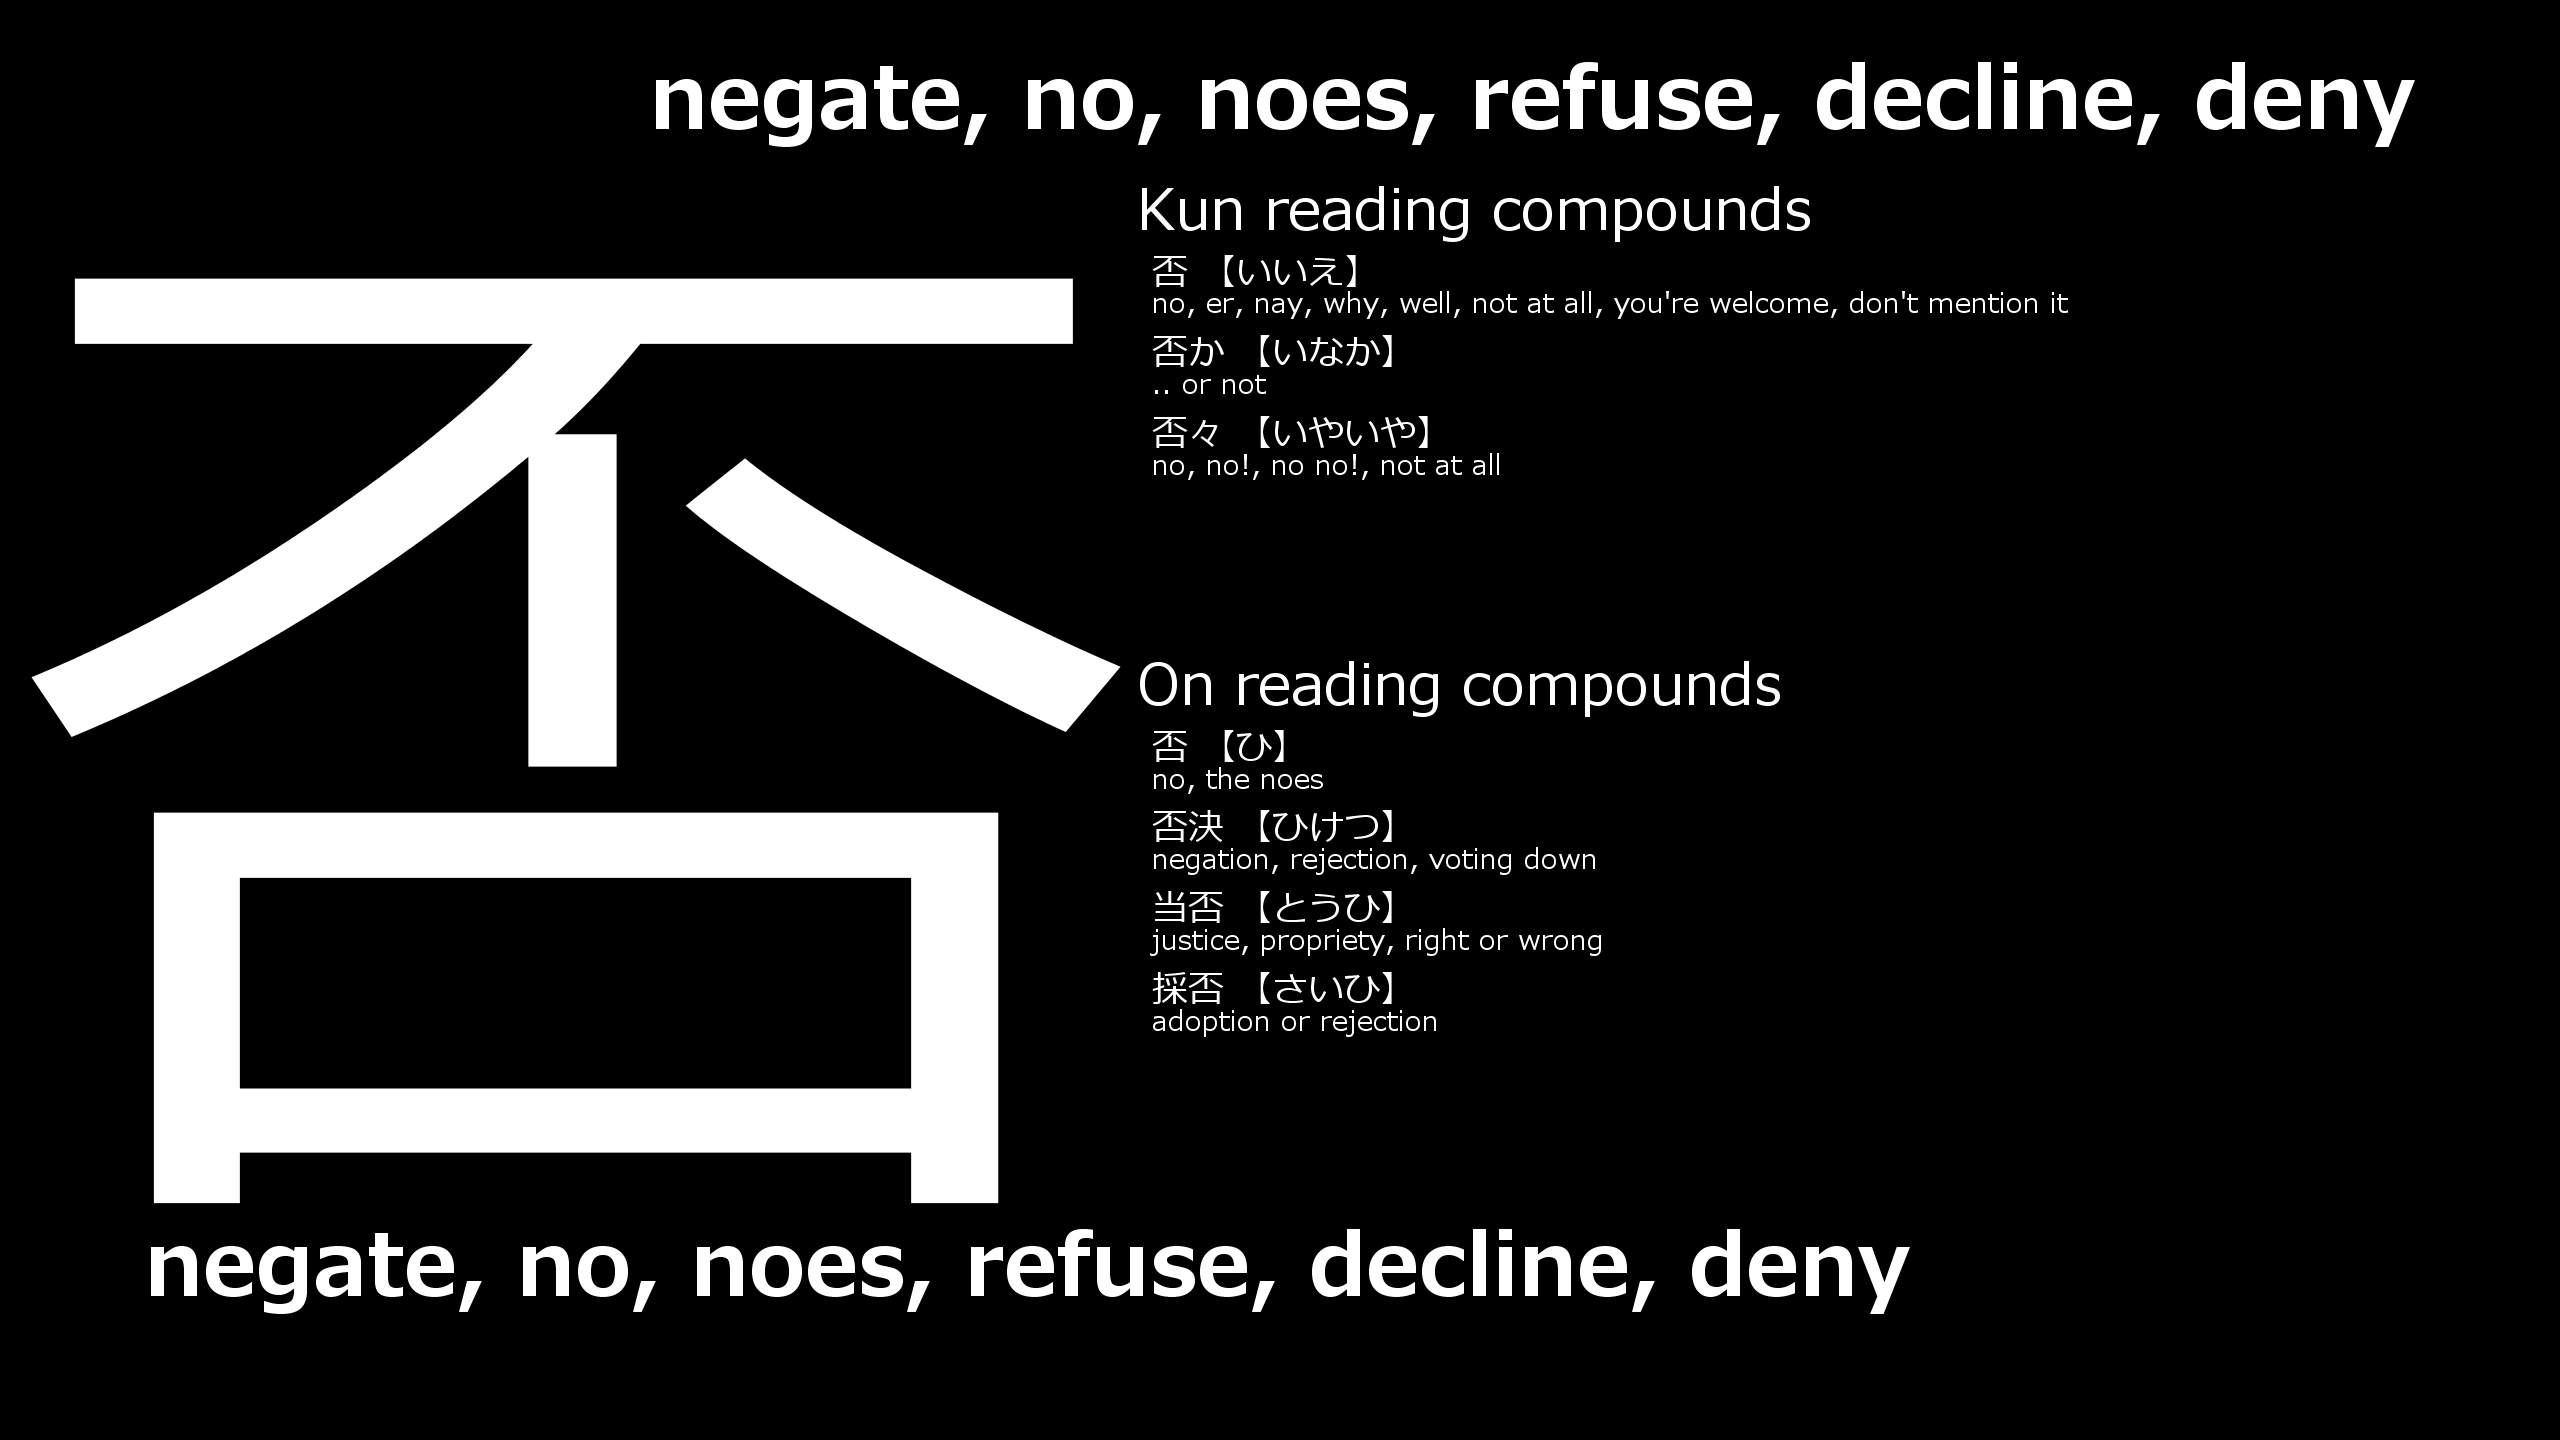 negate, no, noes, refuse, decline, deny
否
Kun reading compounds
否 【いいえ】
no, er, nay, why, well, not at all, you're welcome, don't mention it
否か 【いなか】
.. or not
否々 【いやいや】
no, no!, no no!, not at all
On reading compounds
否 【ひ】
no, the noes
否決 【ひけつ】
negation, rejection, voting down
当否 【とうひ】
justice, propriety, right or wrong
採否 【さいひ】
adoption or rejection
negate, no, noes, refuse, decline, deny